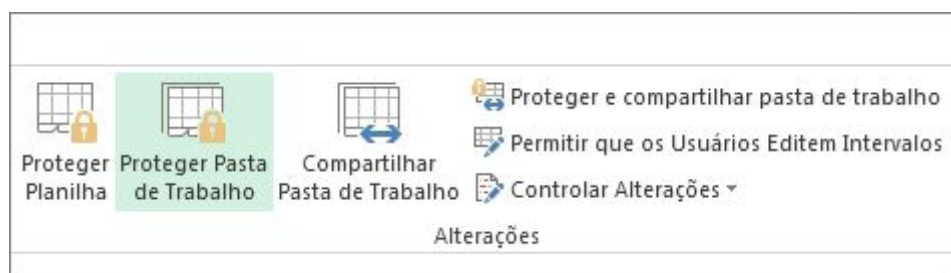 Proteger
Planilha
Proteger Pasta
de Trabalho
Compartilhar
Pasta de Trabalho
Proteger e compartilhar pasta de trabalho
Permitir que os Usuários Editem Intervalos
Controlar Alterações
Alterações